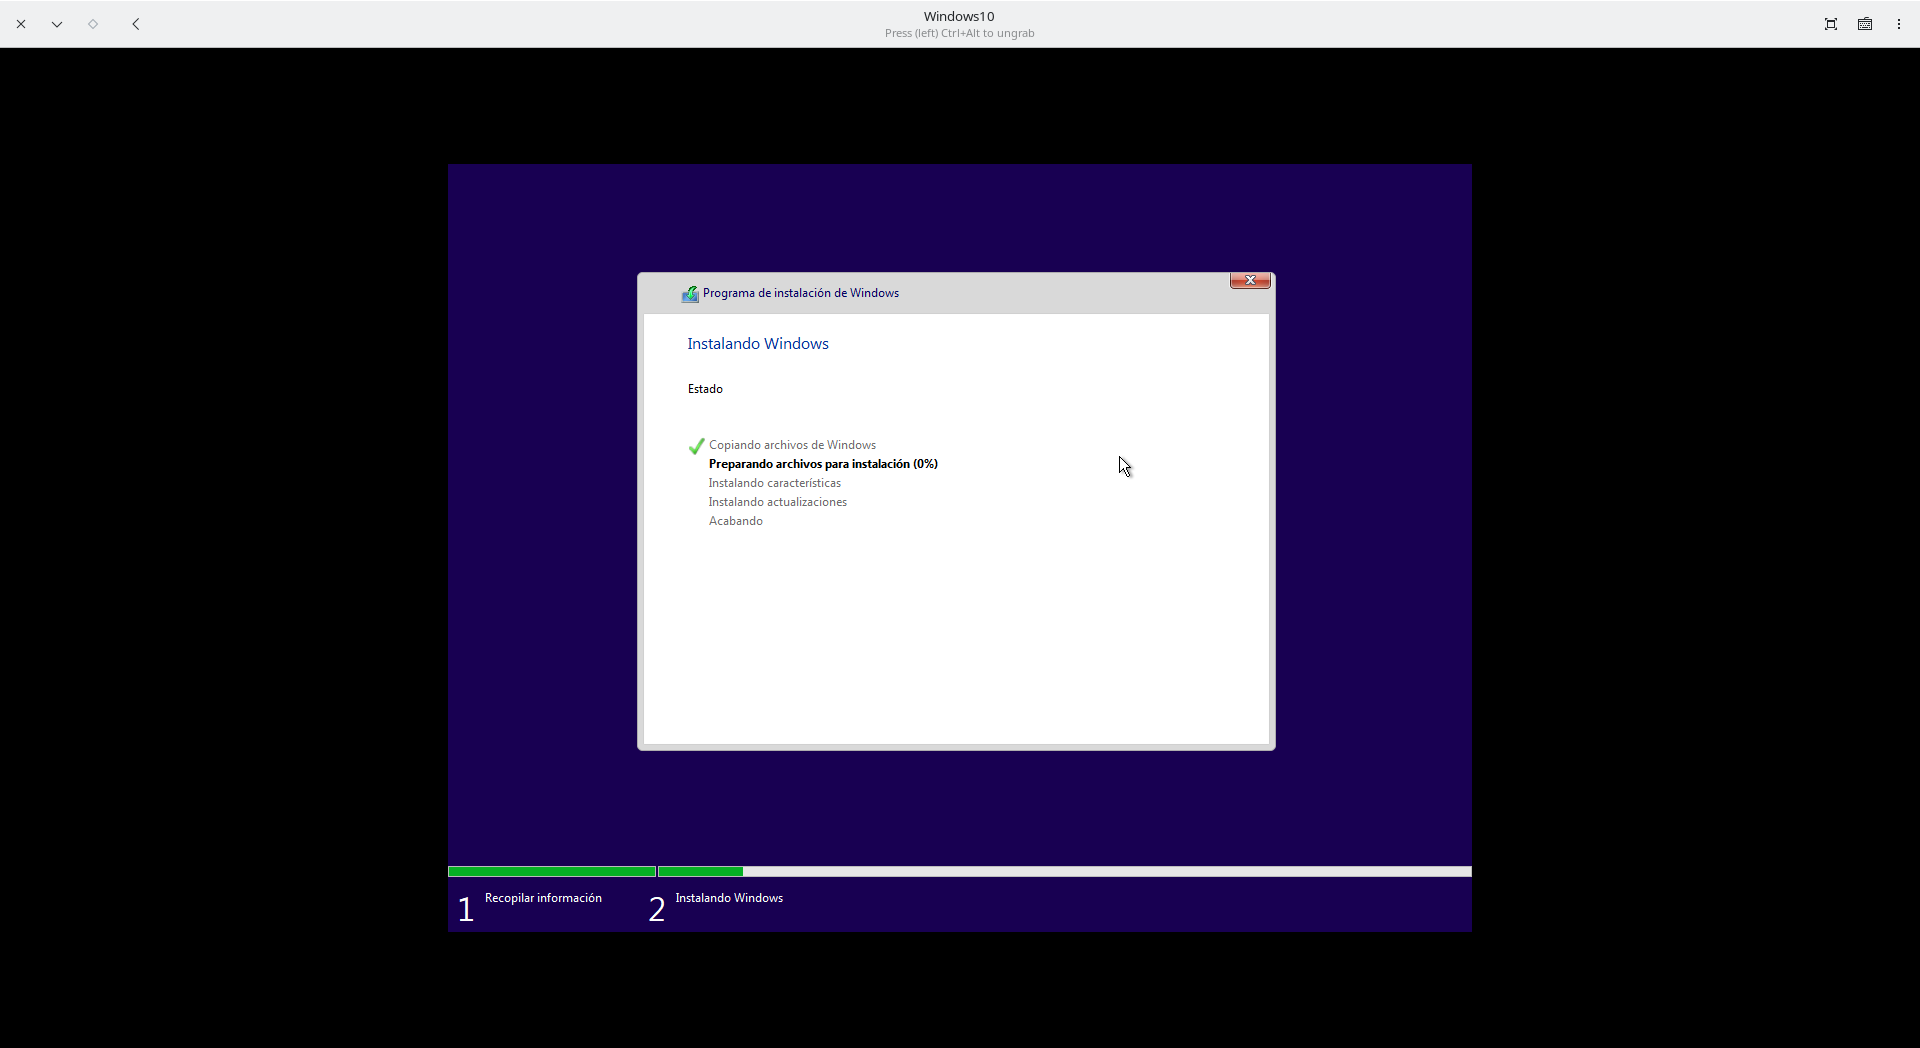 Windows10
Press (left) Ctrl+Alt to ungrab
Programa de instalación de Windows
Instalando Windows
Estado
Copiando archivos de Windows
Preparando archivos para instalación (0%)
Instalando características
Instalando actualizaciones
Acabando
1 Recopilar información
2 Instalando Windows